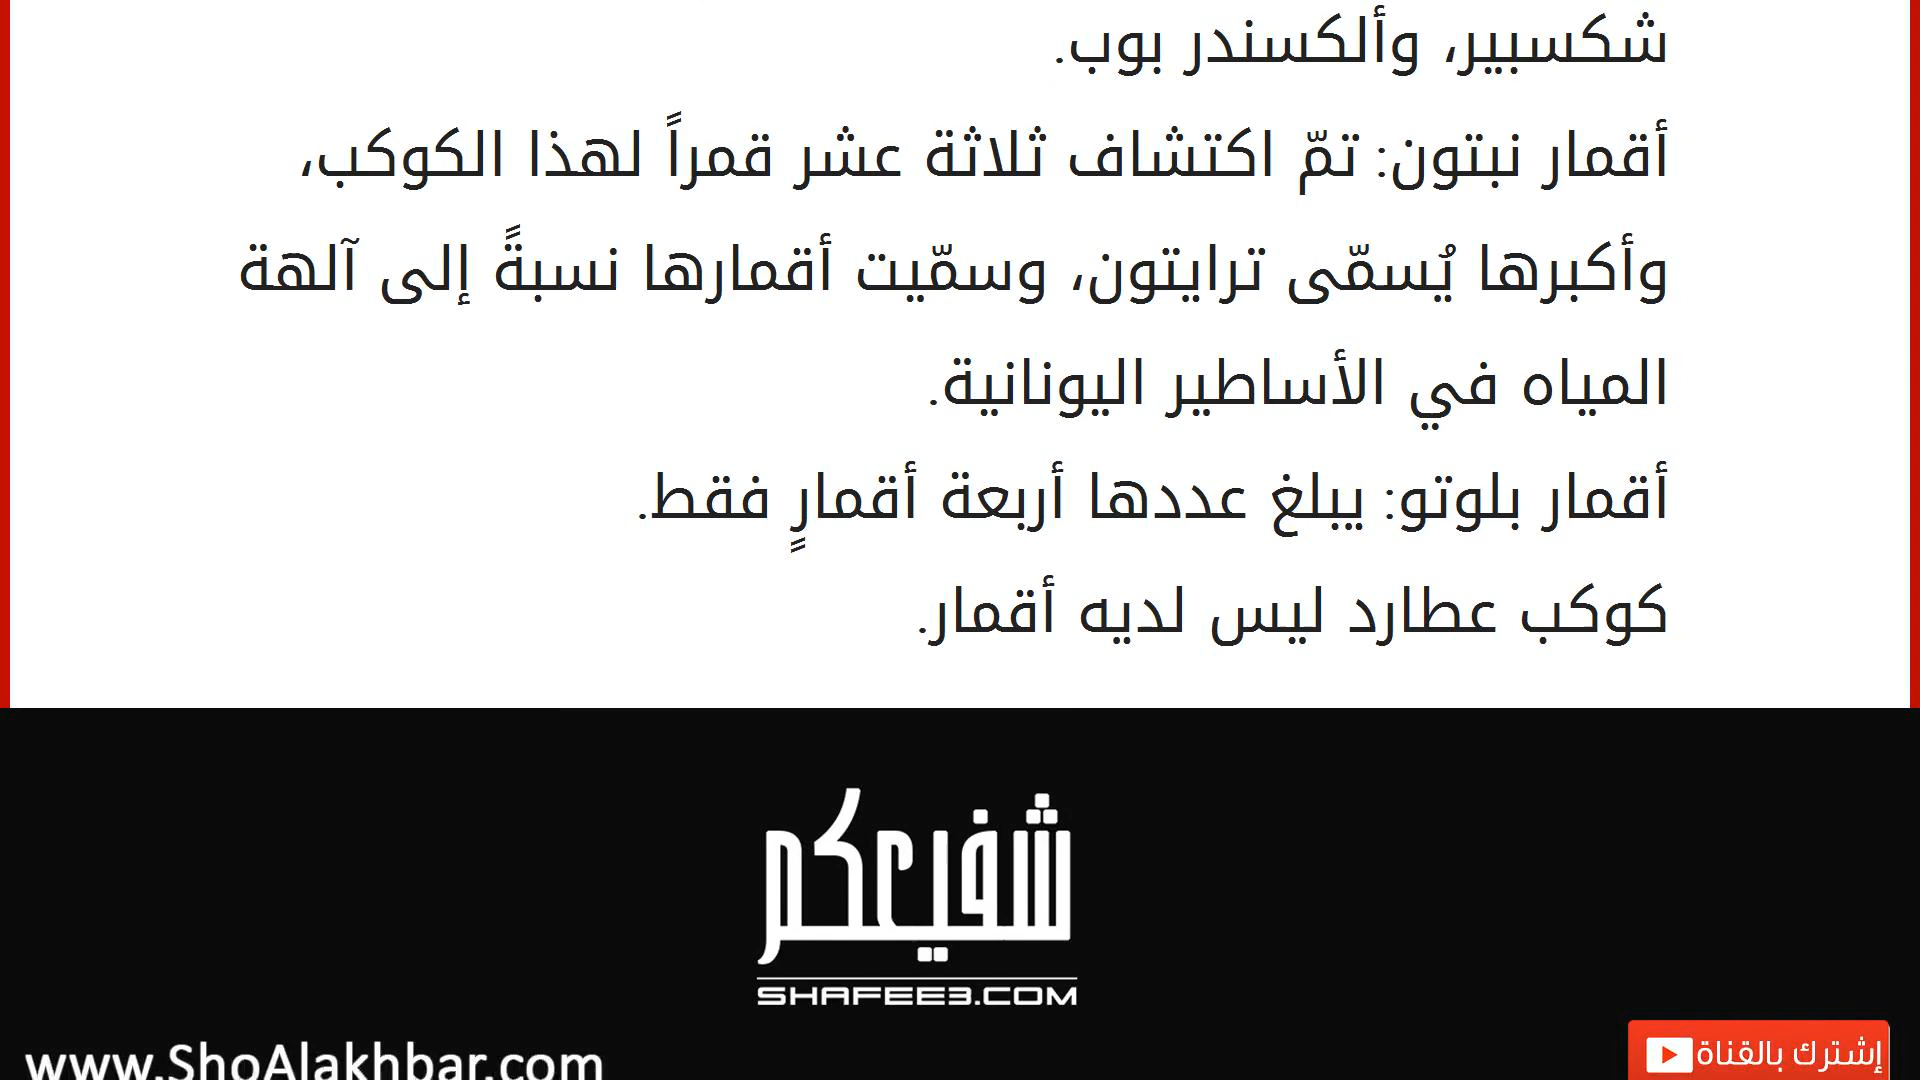 شكسبير، وألكسندر بوب.
أقمار نبتون: تمّ اكتشاف ثلاثة عشر قمراً لهذا الكوكب،
وأكبرها يُسمّى ترايتون، وسمّيت أقمارها نسبةً إلى آلهة
المياه في الأساطير اليونانية.
أقمار بلوتو: يبلغ عددها أربعة أقمارٍ فقط.
كوكب عطارد ليس لديه أقمار.
شفيعكم
SHAFEE3.COM
www.ShoAlakhbar.com
إشترك بالقناة